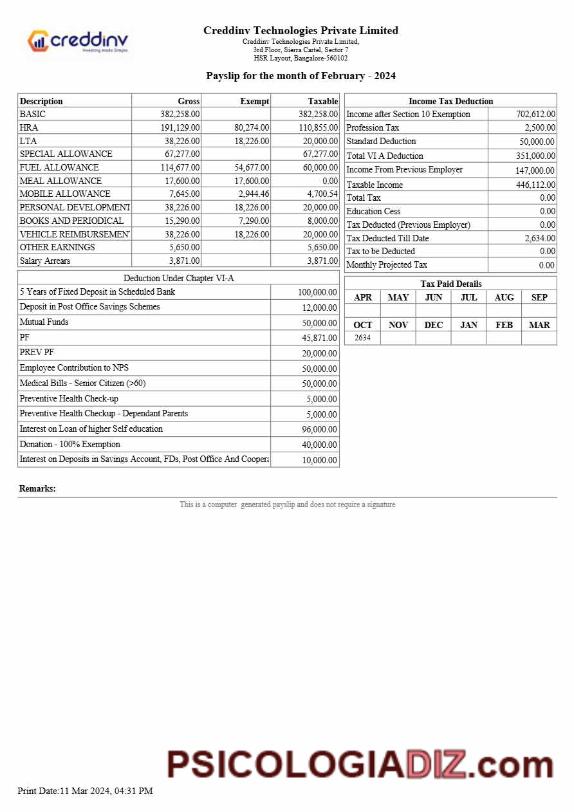 creddinv
Investing made Simple.
Creddinv Technologies Private Limited
Creddinv Technologies Private Limited,
3rd Floor, Sierra Cartel, Sector 7
HSR Layout, Bangalore-560102
Payslip for the month of February - 2024
Description Gross Exempt Taxable
BASIC 382,258.00 382,258.00
HRA 191,129.00 80,274.00 110,855.00
LTA 38,226.00 18,226.00 20,000.00
SPECIAL ALLOWANCE 67,277.00 67,277.00
FUEL ALLOWANCE 114,677.00 54,677.00 60,000.00
MEAL ALLOWANCE 17,600.00 17,600.00 0.00
MOBILE ALLOWANCE 7,645.00 2,944.46 4,700.54
PERSONAL DEVELOPMENT 38,226.00 18,226.00 20,000.00
BOOKS AND PERIODICAL 15,290.00 7,290.00 8,000.00
VEHICLE REIMBURSEMEN 38,226.00 18,226.00 20,000.00
OTHER EARNINGS 5,650.00 5,650.00
Salary Arrears 3,871.00 3,871.00
Income Tax Deduction
Income after Section 10 Exemption 702,612.00
Profession Tax 2,500.00
Standard Deduction 50,000.00
Total VI A Deduction 351,000.00
Income From Previous Employer 147,000.00
Taxable Income 446,112.00
Total Tax 0.00
Education Cess 0.00
Tax Deducted (Previous Employer) 0.00
Tax Deducted Till Date 2,634.00
Tax to be Deducted 0.00
Monthly Projected Tax 0.00
Deduction Under Chapter VI-A
5 Years of Fixed Deposit in Scheduled Bank 100,000.00
Deposit in Post Office Savings Schemes 12,000.00
Mutual Funds 50,000.00
PF 45,871.00
PREV PF 20,000.00
Employee Contribution to NPS 50,000.00
Medical Bills - Senior Citizen (>60) 50,000.00
Preventive Health Check-up 5,000.00
Preventive Health Checkup - Dependant Parents 5,000.00
Interest on Loan of higher Self education 96,000.00
Donation - 100% Exemption 40,000.00
Interest on Deposits in Savings Account, FDs, Post Office And Cooper 10,000.00
Tax Paid Details
APR MAY JUN JUL AUG SEP
OCT NOV DEC JAN FEB MAR
2634
Remarks:
This is a computer generated payslip and does not require a signature
PSICOLOGIADIZ.com
Print Date:11 Mar 2024, 04:31 PM